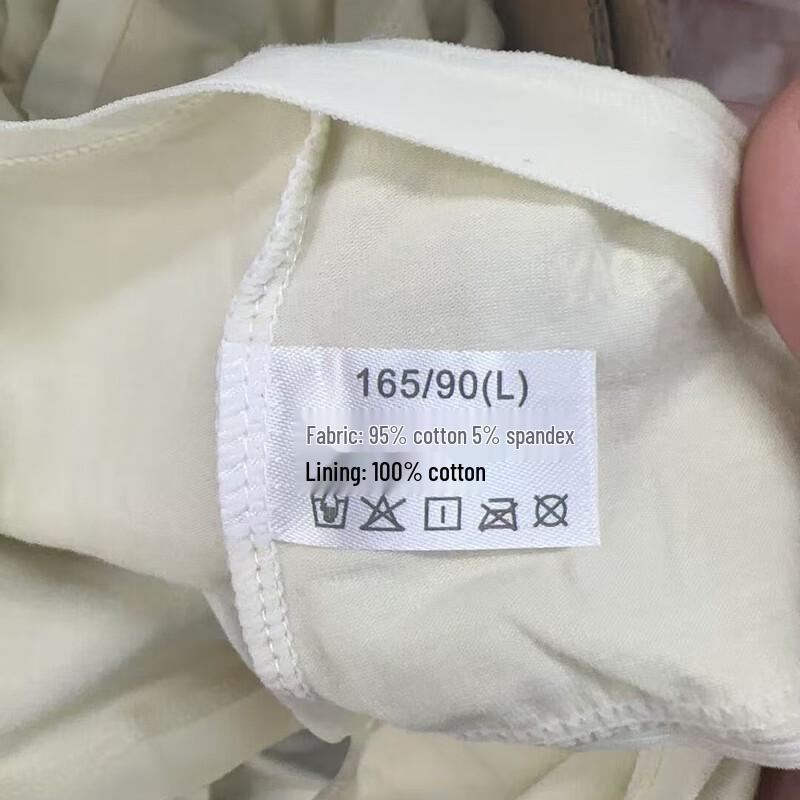 165/90(L)
Fabric: 95% cotton 5% spandex
Lining: 100% cotton